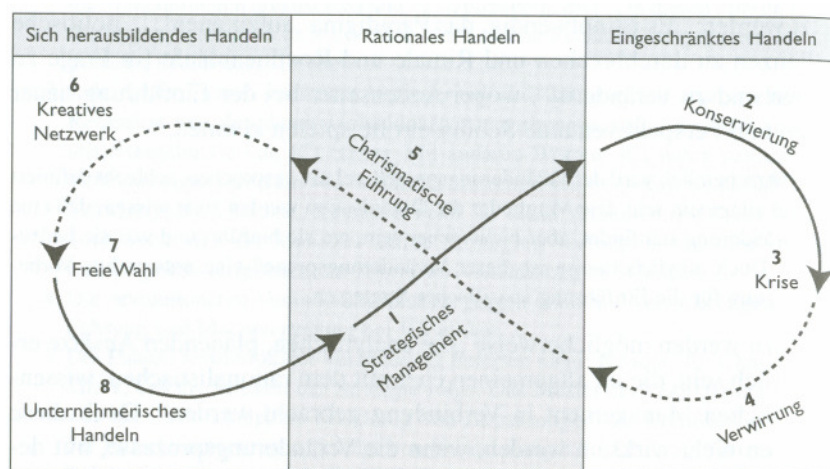 Sich herausbildendes Handeln
Rationales Handeln
Eingeschränktes Handeln
6
Kreatives
Netzwerk
5
Charismatische
Führung
2
Konservierung
7
Freie Wahl
3
Krise
1
Strategisches
Management
8
Unternehmerisches
Handeln
4
Verwirrung